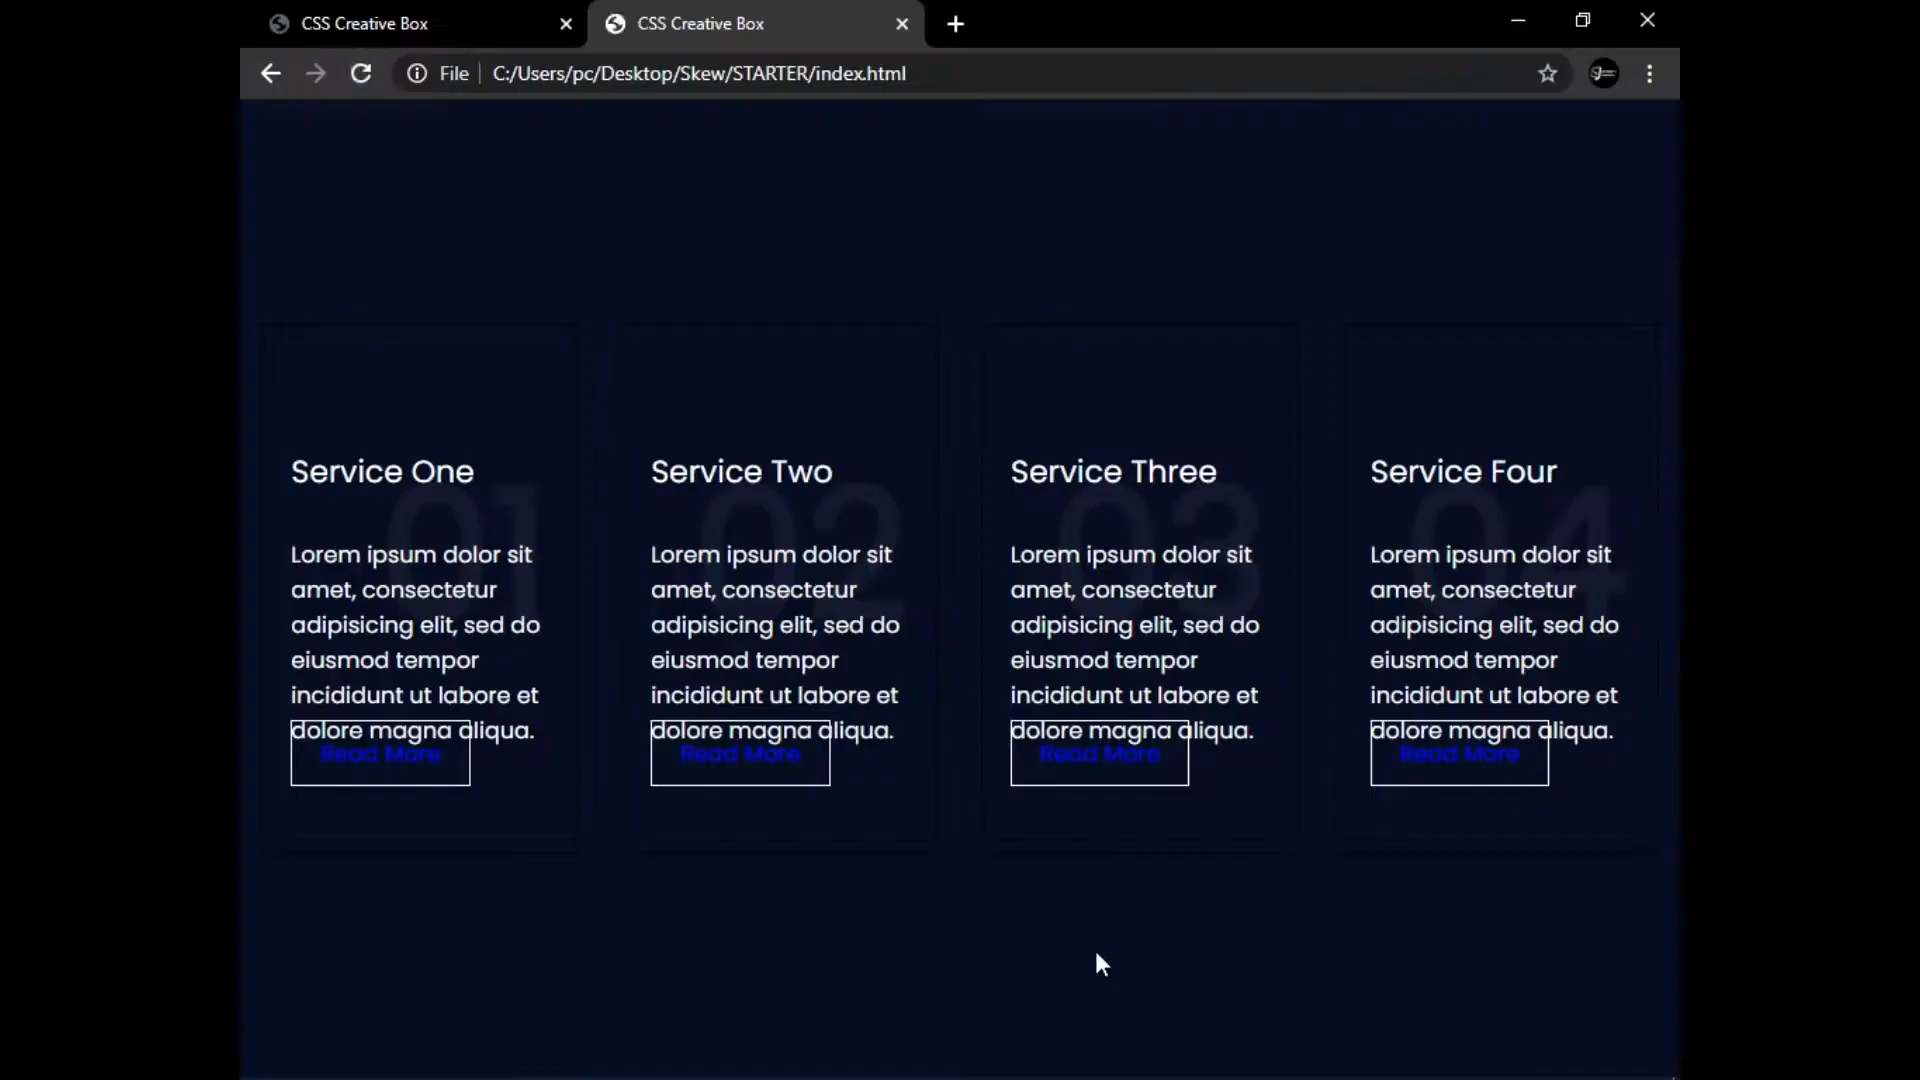 CSS Creative Box
CSS Creative Box
File
C:/Users/pc/Desktop/Skew/STARTER/index.html
Service One
01
Lorem ipsum dolor sit
amet, consectetur
adipisicing elit, sed do
eiusmod tempor
incididunt ut labore et
dolore magna aliqua.
Read More
Service Two
02
Lorem ipsum dolor sit
amet, consectetur
adipisicing elit, sed do
eiusmod tempor
incididunt ut labore et
dolore magna aliqua.
Read More
Service Three
03
Lorem ipsum dolor sit
amet, consectetur
adipisicing elit, sed do
eiusmod tempor
incididunt ut labore et
dolore magna aliqua.
Read More
Service Four
04
Lorem ipsum dolor sit
amet, consectetur
adipisicing elit, sed do
eiusmod tempor
incididunt ut labore et
dolore magna aliqua.
Read More